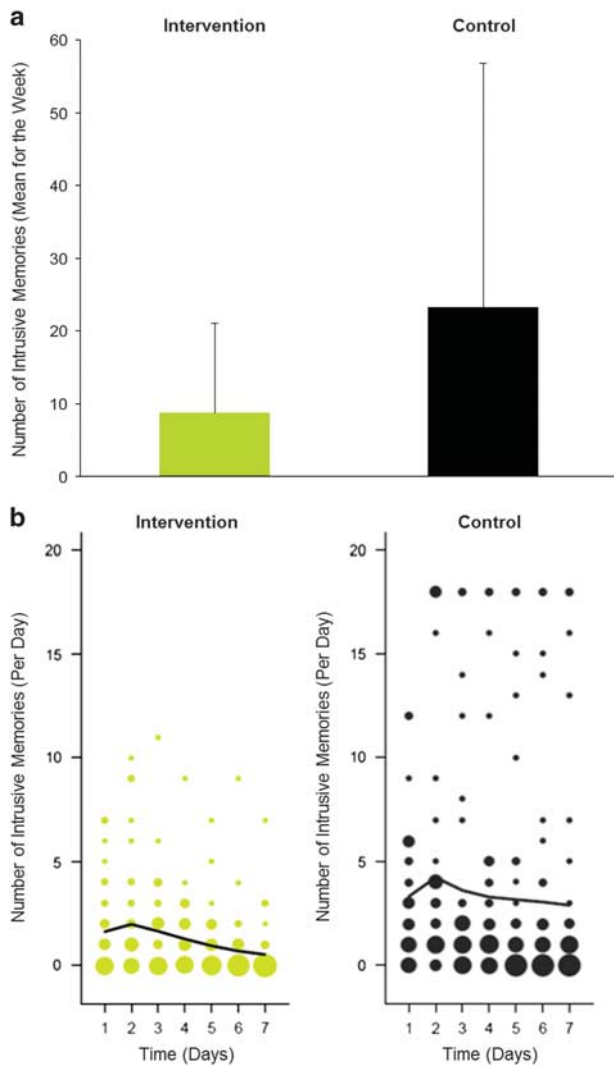 a
Intervention Control
Number of Intrusive Memories (Mean for the Week)
60
50
40
30
20
10
0
b
Intervention
Number of Intrusive Memories (Per Day)
20
15
10
5
0
1 2 3 4 5 6 7
Time (Days)
Control
Number of Intrusive Memories (Per Day)
20
15
10
5
0
1 2 3 4 5 6 7
Time (Days)